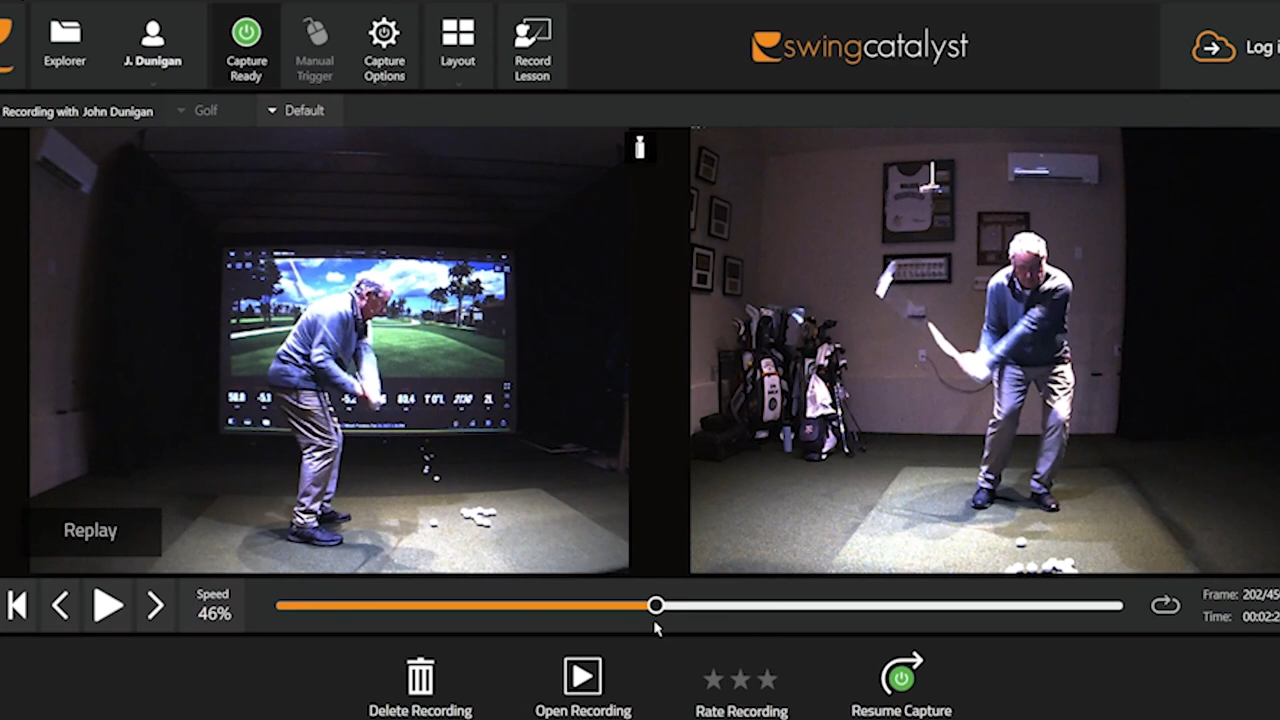 Explorer
J. Dunigan
Capture
Ready
Manual
Trigger
Capture
Options
Layout
Record
Lesson
swingcatalyst
Log i
Recording with John Dunigan
Golf
Default
Replay
Speed
46%
Frame: 202/45
Time: 00:02:2
Delete Recording
Open Recording
Rate Recording
Resume Capture